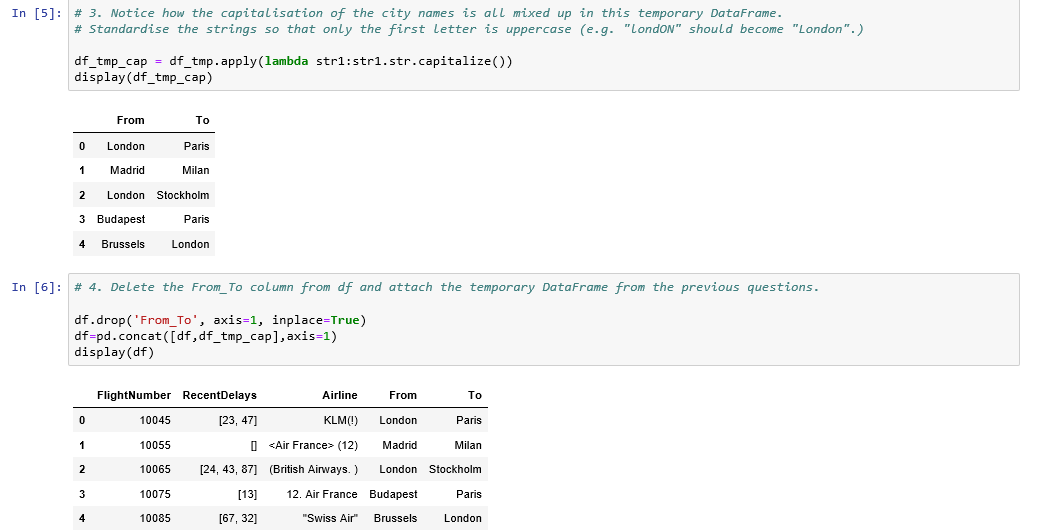 In [5]: # 3. Notice how the capitalisation of the city names is all mixed up in this temporary DataFrame.
# Standardise the strings so that only the first letter is uppercase (e.g. "londON" should become "London".)
df_tmp_cap = df_tmp.apply(lambda str1:str1.str.capitalize())
display(df_tmp_cap)
From To
0 London Paris
1 Madrid Milan
2 London Stockholm
3 Budapest Paris
4 Brussels London
In [6]: # 4. Delete the From_To column from df and attach the temporary DataFrame from the previous questions.
df.drop('From_To', axis=1, inplace=True)
df=pd.concat([df,df_tmp_cap],axis=1)
display(df)
FlightNumber RecentDelays Airline From To
0 10045 [23, 47] KLM(!) London Paris
1 10055 [] <Air France> (12) Madrid Milan
2 10065 [24, 43, 87] (British Airways. ) London Stockholm
3 10075 [13] 12. Air France Budapest Paris
4 10085 [67, 32] "Swiss Air" Brussels London